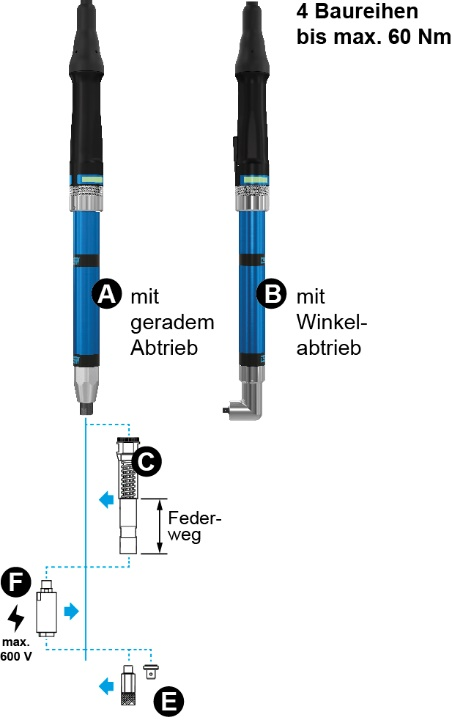 4 Baureihen
bis max. 60 Nm
A mit
geradem
Abtrieb
B mit
Winkel-
abtrieb
C
Feder-
weg
F
max.
600 V
E